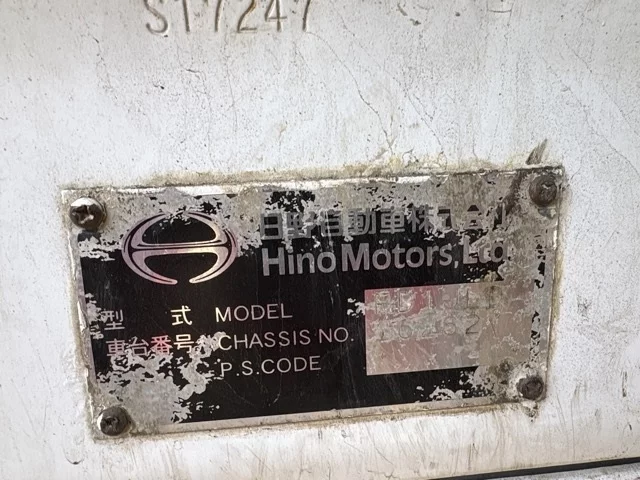 S17247
日野自動車株式会社
Hino Motors, Ltd.
型 式 MODEL
車台番号 CHASSIS NO.
C.P.S.CODE